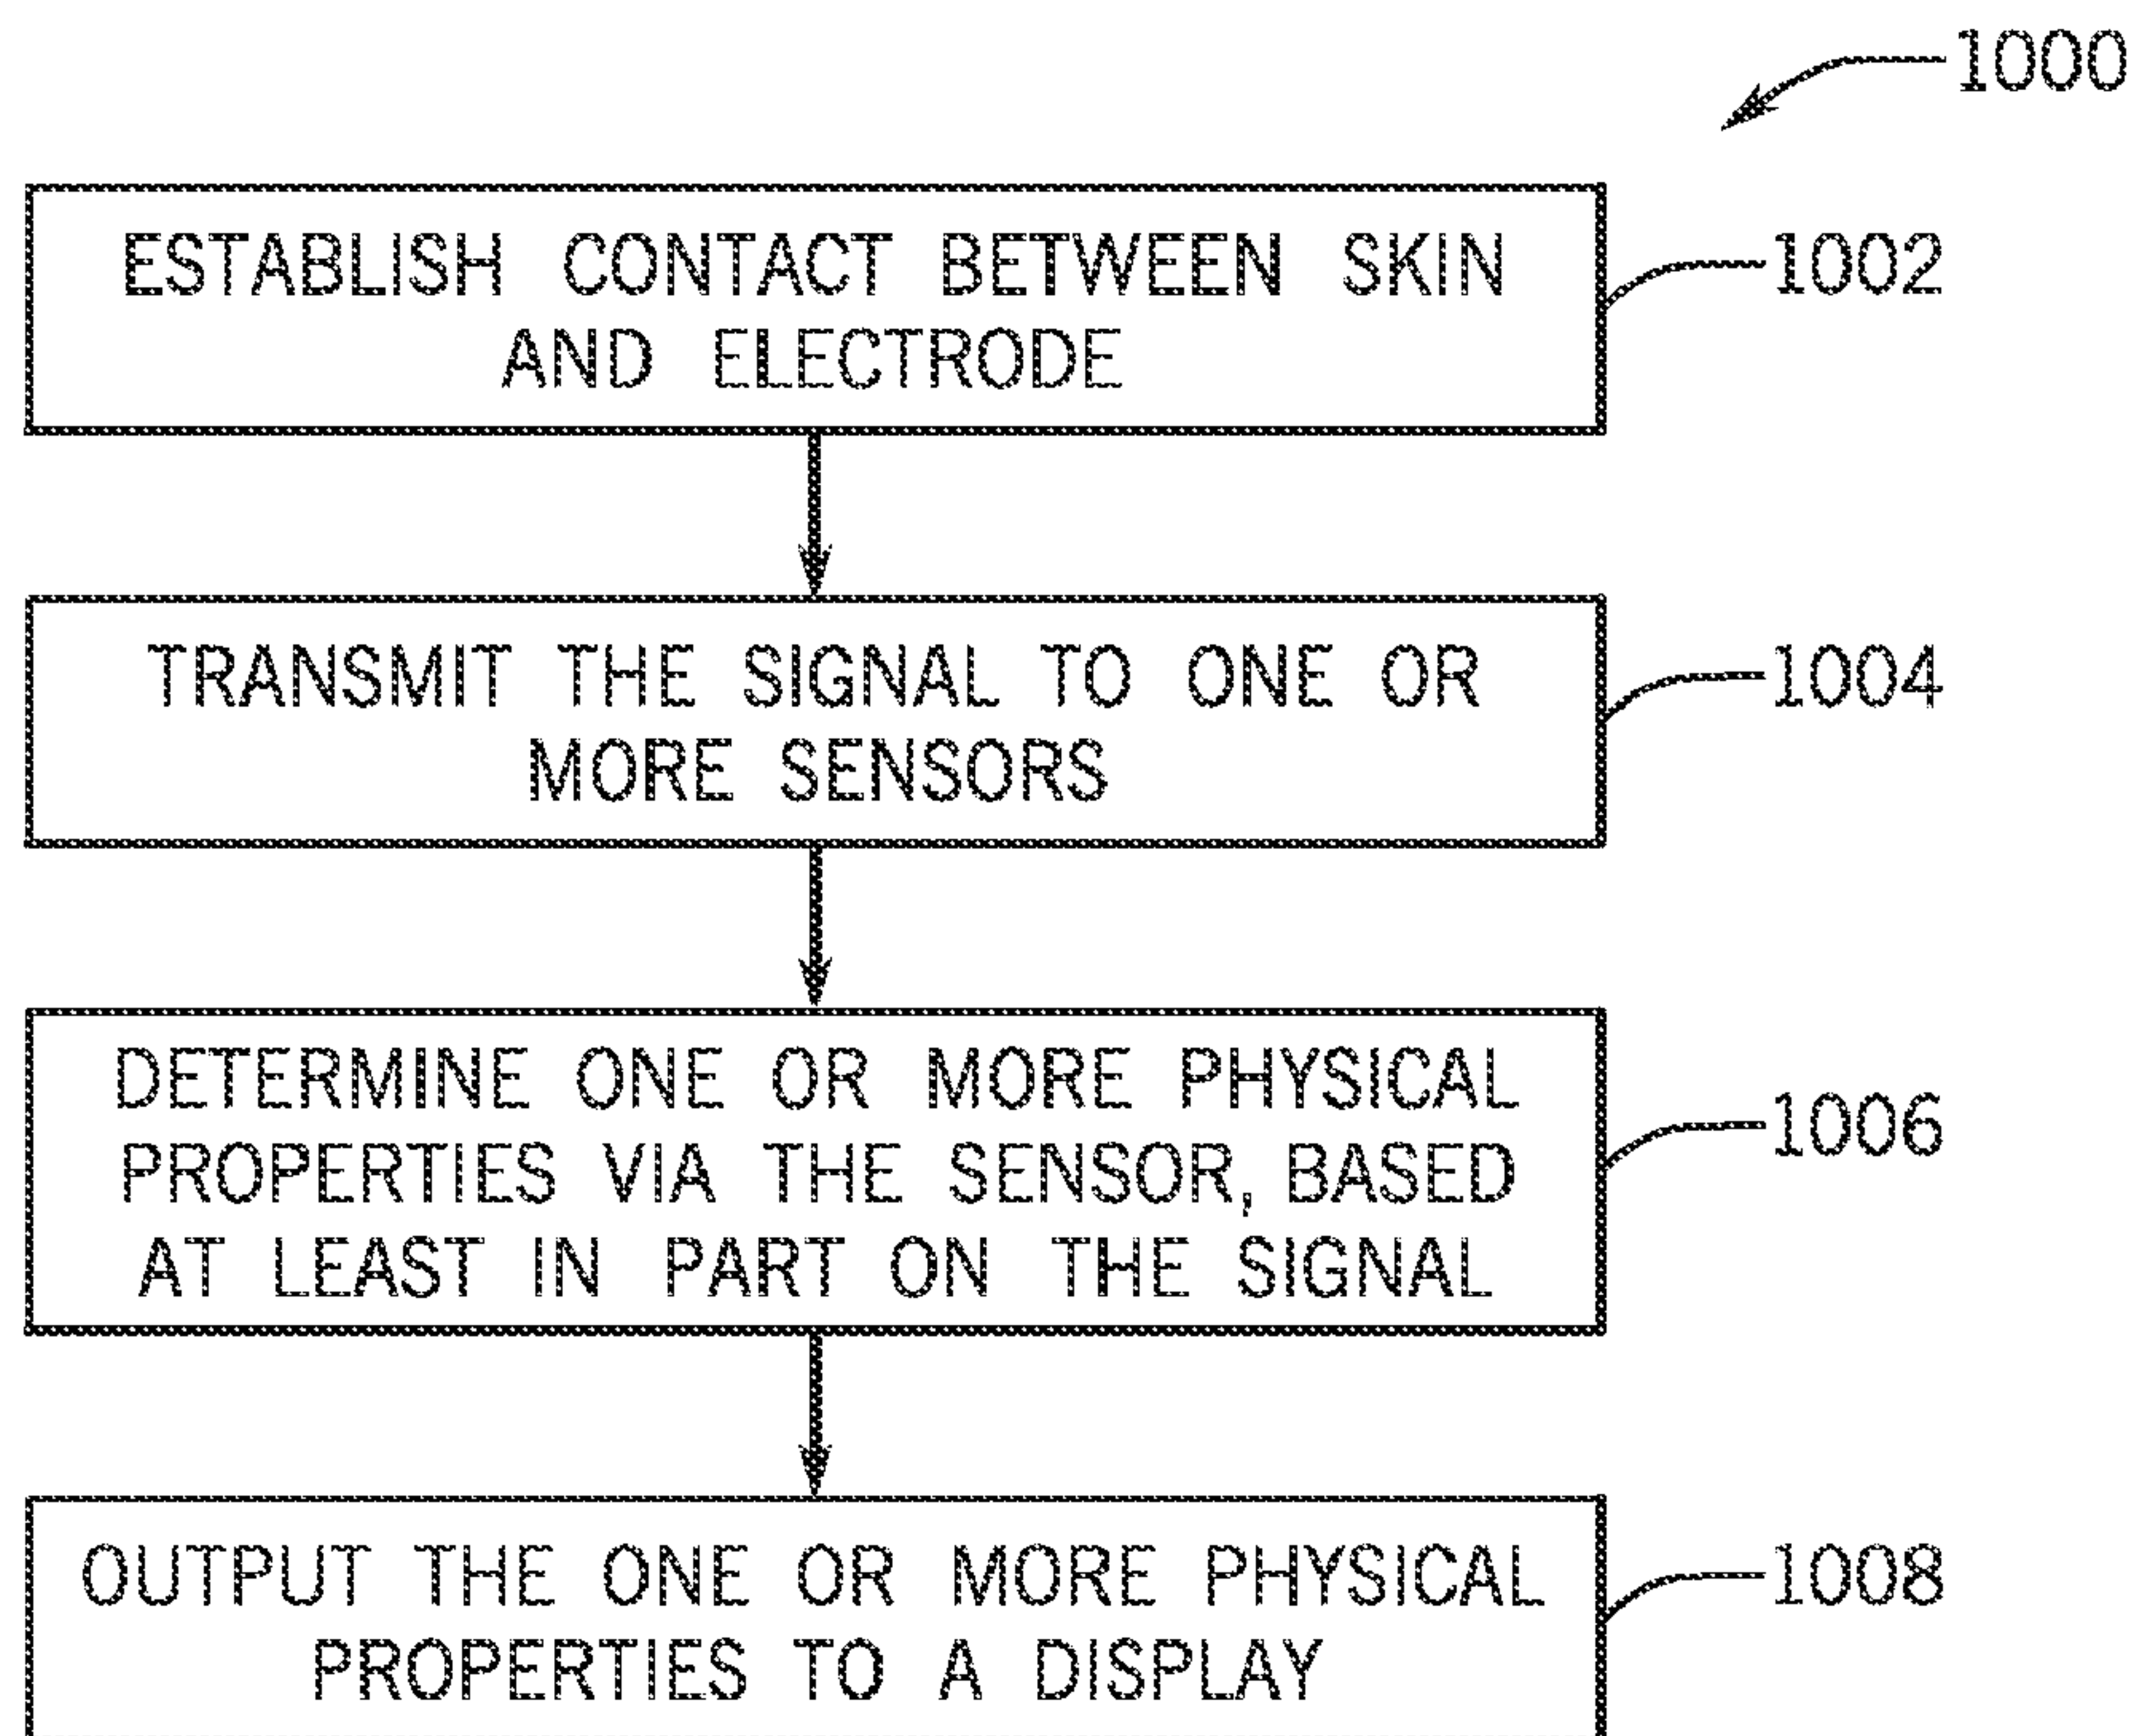 1000
ESTABLISH CONTACT BETWEEN SKIN
AND ELECTRODE
1002
TRANSMIT THE SIGNAL TO ONE OR
MORE SENSORS
1004
DETERMINE ONE OR MORE PHYSICAL
PROPERTIES VIA THE SENSOR, BASED
AT LEAST IN PART ON THE SIGNAL
1006
OUTPUT THE ONE OR MORE PHYSICAL
PROPERTIES TO A DISPLAY
1008